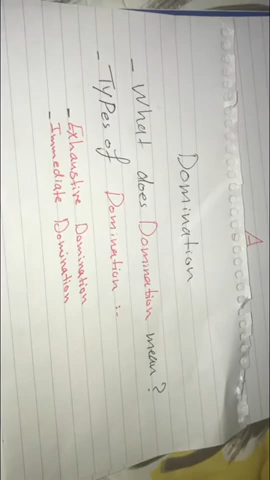 Domination
- What does Domination mean?
- Types of Domination :-
- Exhaustive Domination
- Immediate Domination